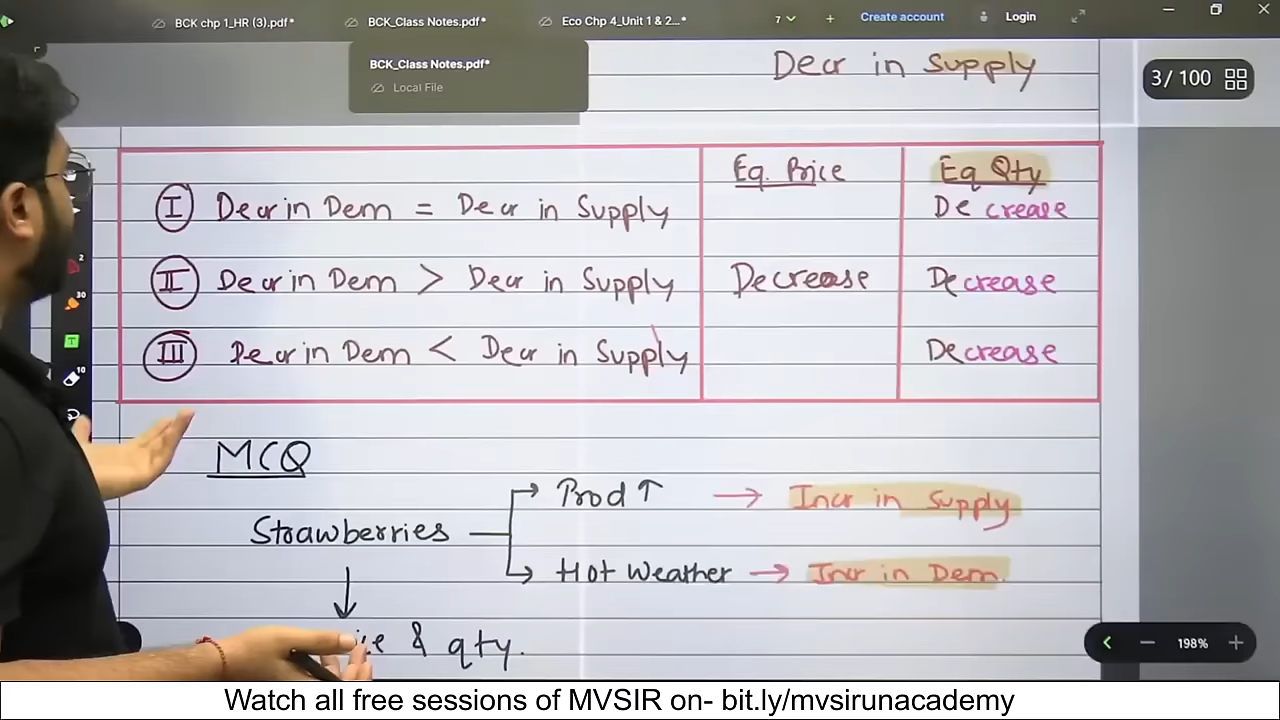 BCK chp 1_HR (3).pdf*
BCK_Class Notes.pdf*
Eco Chp 4_Unit 1 & 2...*
7
Create account
Login
BCK_Class Notes.pdf*
Local File
Decr in Supply
3/ 100
Eq. Price Eq Qty
I Decr in Dem = Decr in Supply Decrease
II Decr in Dem > Decr in Supply Decrease Decrease
III Decr in Dem < Decr in Supply Decrease
2
30
10
MCQ
Prod ↑ → Incr in Supply
Strawberries
Hot Weather → Incr in Dem
& qty.
198%
Watch all free sessions of MVSIR on- bit.ly/mvsirunacademy